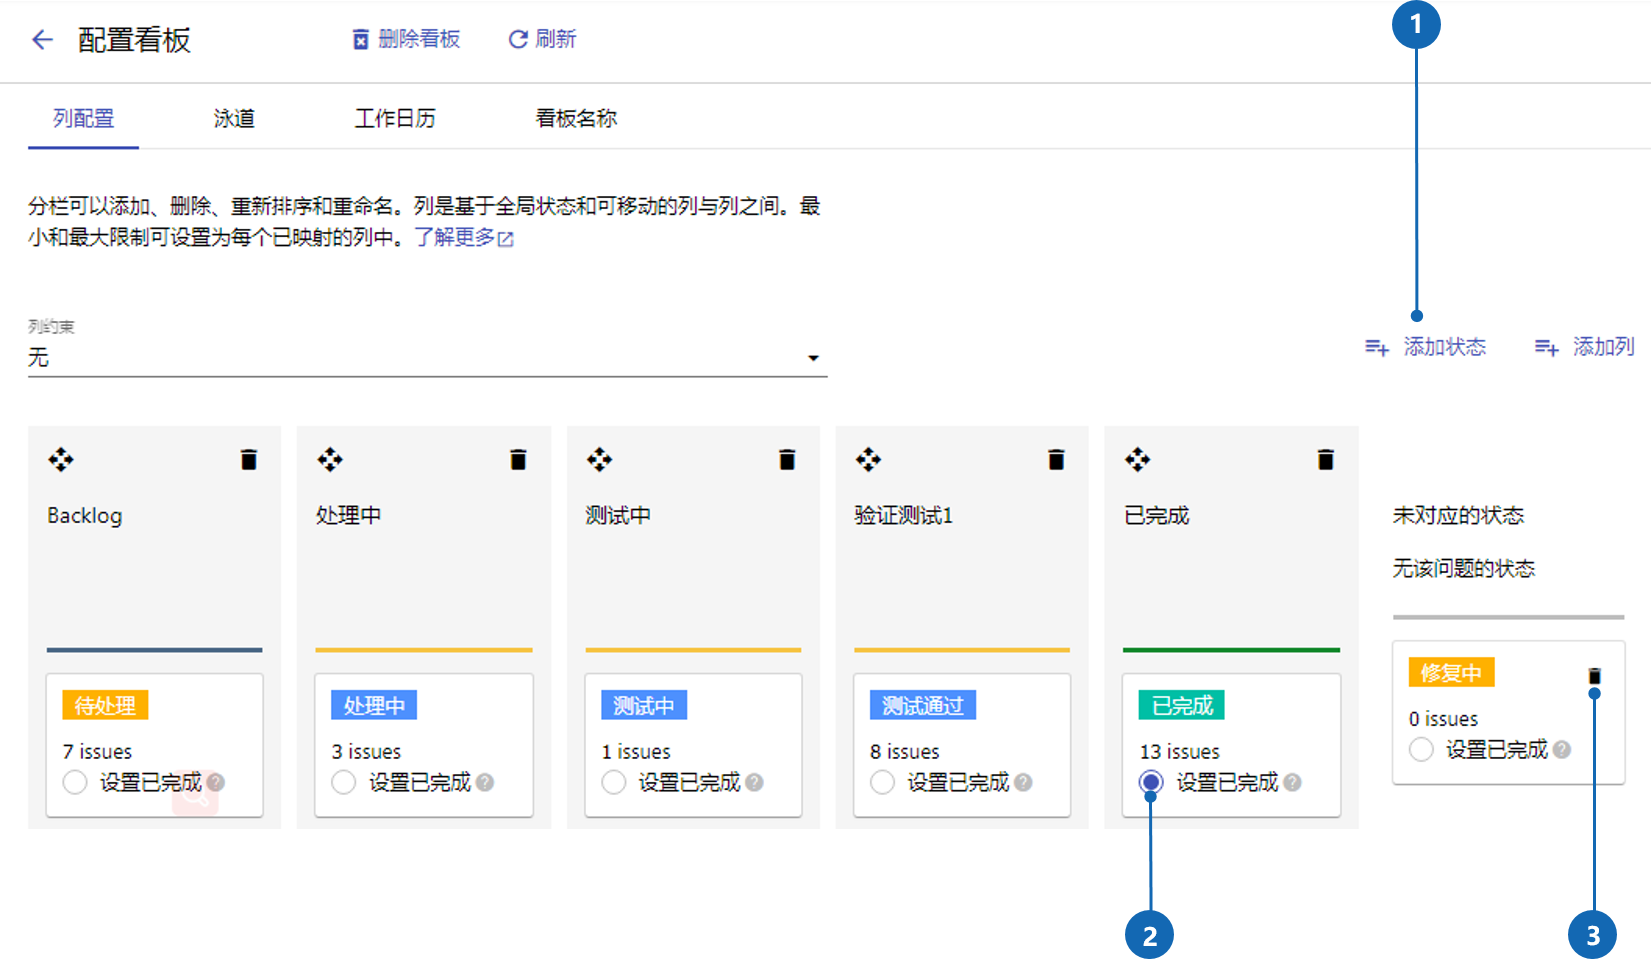 配置看板
删除看板
刷新
1
列配置
泳道
工作日历
看板名称
分栏可以添加、删除、重新排序和重命名。列是基于全局状态和可移动的列与列之间。最
小和最大限制可设置为每个已映射的列中。了解更多
列约束
无
添加状态
添加列
Backlog
处理中
测试中
验证测试1
已完成
未对应的状态
无该问题的状态
待处理
7 issues
设置已完成
处理中
3 issues
设置已完成
测试中
1 issues
设置已完成
测试通过
8 issues
设置已完成
已完成
13 issues
设置已完成
修复中
0 issues
设置已完成
2
3